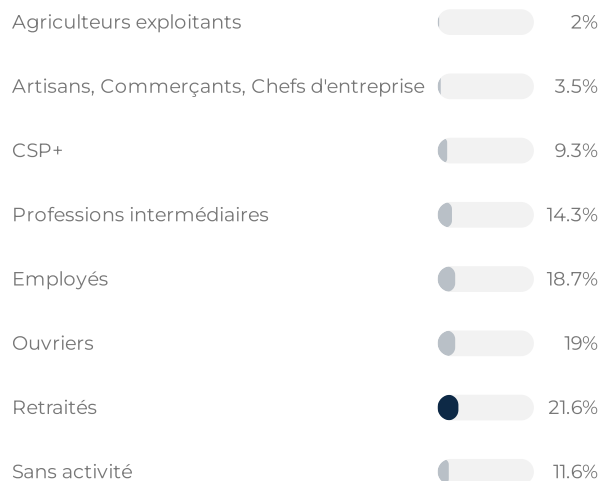 Agriculteurs exploitants 2%
Artisans, Commerçants, Chefs d'entreprise 3.5%
CSP+ 9.3%
Professions intermédiaires 14.3%
Employés 18.7%
Ouvriers 19%
Retraités 21.6%
Sans activité 11.6%